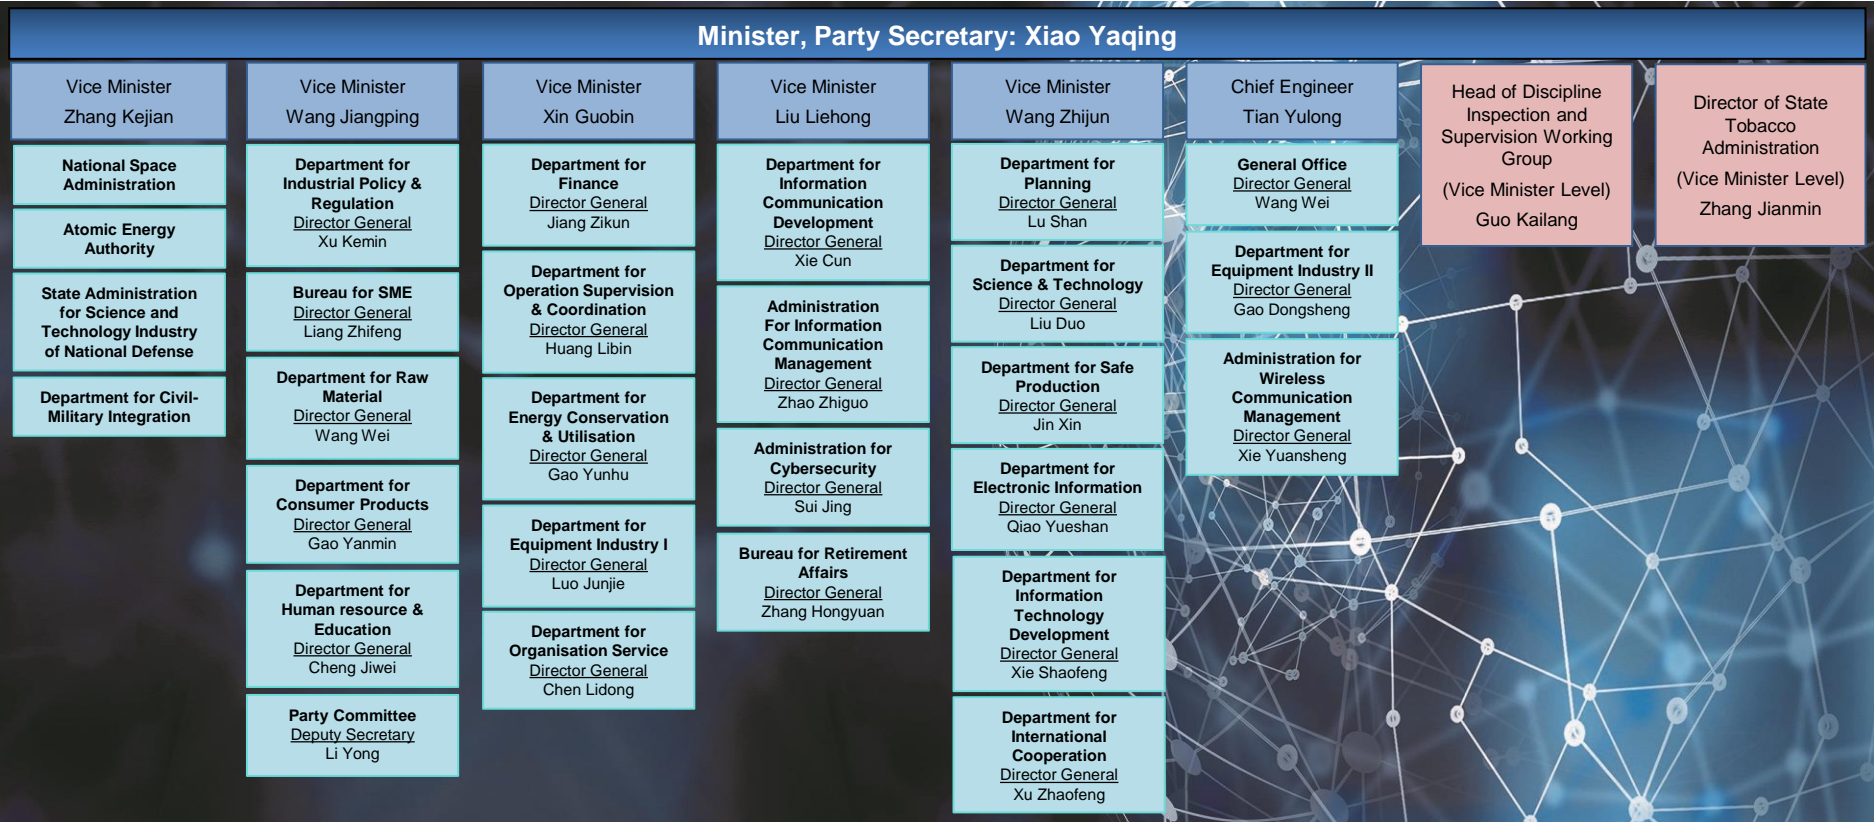 Minister, Party Secretary: Xiao Yaqing
Vice Minister
Zhang Kejian
National Space
Administration
Atomic Energy
Authority
State Administration
for Science and
Technology Industry
of National Defense
Department for Civil-
Military Integration
Vice Minister
Wang Jiangping
Department for
Industrial Policy &
Regulation
Director General
Xu Kemin
Bureau for SME
Director General
Liang Zhifeng
Department for Raw
Material
Director General
Wang Wei
Department for
Consumer Products
Director General
Gao Yanmin
Department for
Human resource &
Education
Director General
Cheng Jiwei
Party Committee
Deputy Secretary
Li Yong
Vice Minister
Xin Guobin
Department for
Finance
Director General
Jiang Zikun
Department for
Operation Supervision
& Coordination
Director General
Huang Libin
Department for
Energy Conservation
& Utilisation
Director General
Gao Yunhu
Department for
Equipment Industry I
Director General
Luo Junjie
Department for
Organisation Service
Director General
Chen Lidong
Vice Minister
Liu Liehong
Department for
Information
Communication
Development
Director General
Xie Cun
Administration
For Information
Communication
Management
Director General
Zhao Zhiguo
Administration for
Cybersecurity
Director General
Sui Jing
Bureau for Retirement
Affairs
Director General
Zhang Hongyuan
Vice Minister
Wang Zhijun
Department for
Planning
Director General
Lu Shan
Department for
Science & Technology
Director General
Liu Duo
Department for Safe
Production
Director General
Jin Xin
Department for
Electronic Information
Director General
Qiao Yueshan
Department for
Information
Technology
Development
Director General
Xie Shaofeng
Department for
International
Cooperation
Director General
Xu Zhaofeng
Chief Engineer
Tian Yulong
General Office
Director General
Wang Wei
Department for
Equipment Industry II
Director General
Gao Dongsheng
Administration for
Wireless
Communication
Management
Director General
Xie Yuansheng
Head of Discipline
Inspection and
Supervision Working
Group
(Vice Minister Level)
Guo Kailang
Director of State
Tobacco
Administration
(Vice Minister Level)
Zhang Jianmin